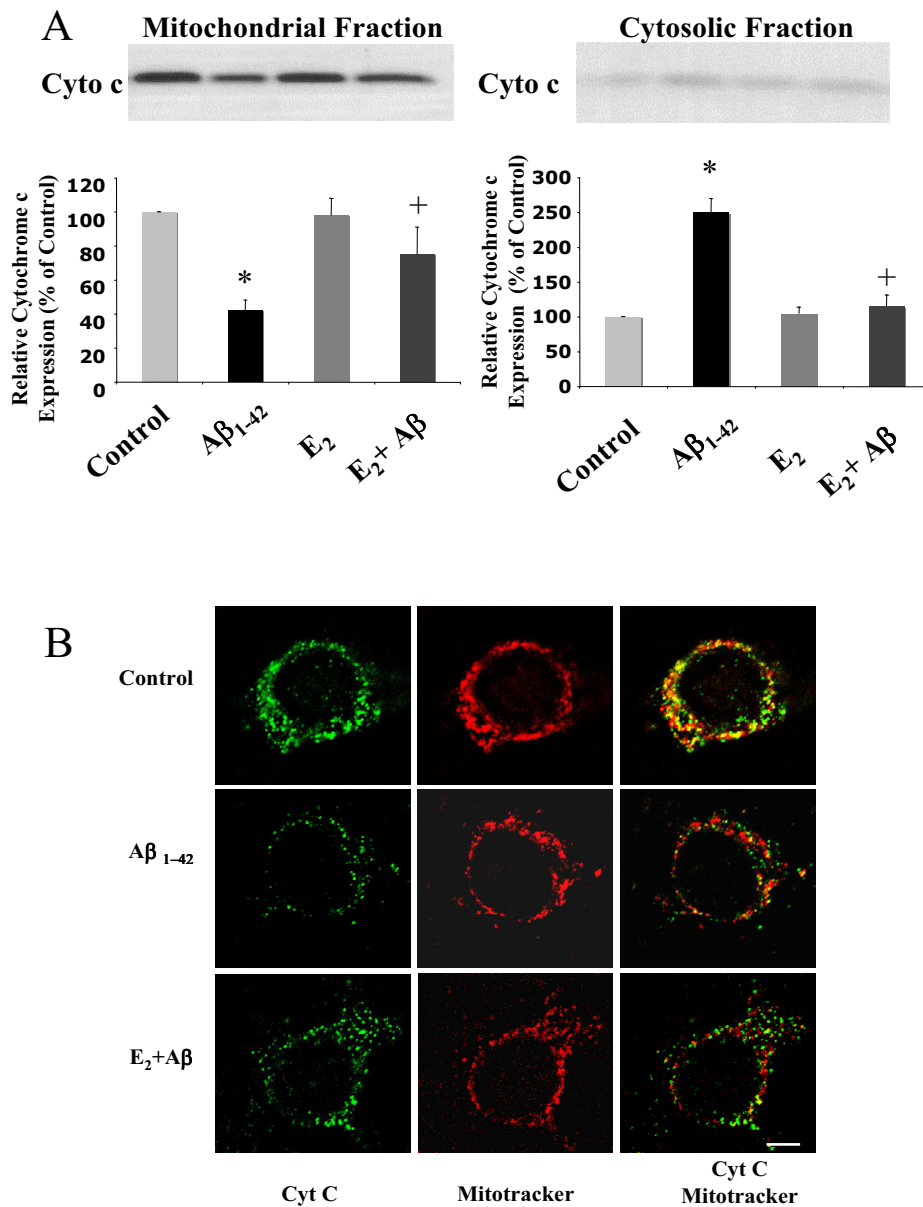 A
Mitochondrial Fraction
Cytosolic Fraction
Cyto c
Cyto c
Relative Cytochrome c
Expression (% of Control)
120
100
80
60
40
20
0
*
+
Control
Aβ1-42
E2
E2+ Aβ
Relative Cytochrome c
Expression (% of Control)
300
250
200
150
100
50
0
*
+
Control
Aβ1-42
E2
E2+ Aβ
B
Control
Aβ 1–42
E2+Aβ
Cyt C
Mitotracker
Cyt C
Mitotracker